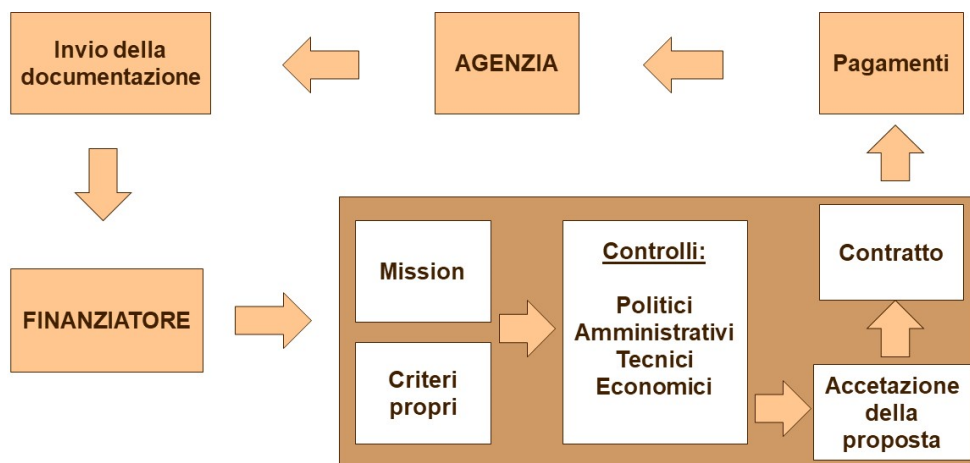 Invio della
documentazione
AGENZIA
Pagamenti
FINANZIATORE
Mission
Criteri
propri
Controlli:
Politici
Amministrativi
Tecnici
Economici
Contratto
Accetazione
della
proposta